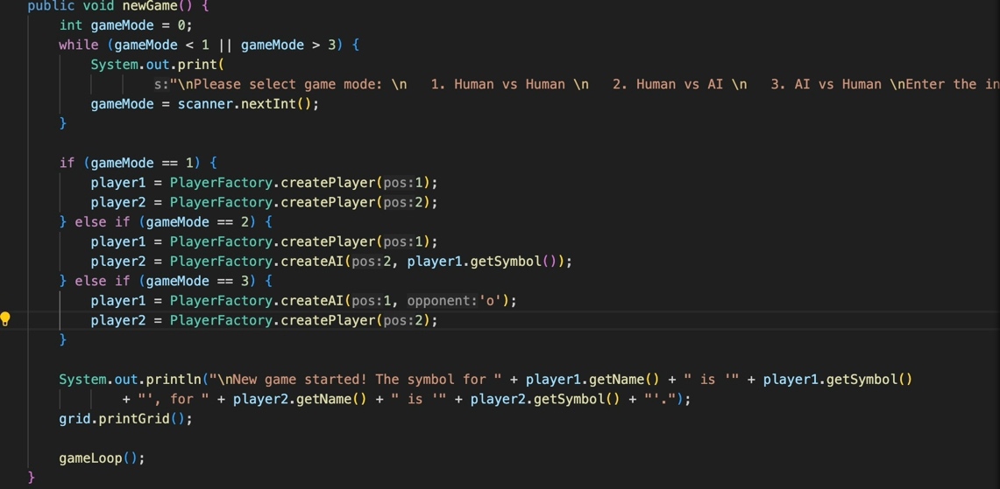 public void newGame() {
int gameMode = 0;
while (gameMode < 1 || gameMode > 3) {
System.out.print(
s:"\nPlease select game mode: \n   1. Human vs Human \n   2. Human vs AI \n   3. AI vs Human \nEnter the in
gameMode = scanner.nextInt();
}
if (gameMode == 1) {
player1 = PlayerFactory.createPlayer(pos:1);
player2 = PlayerFactory.createPlayer(pos:2);
} else if (gameMode == 2) {
player1 = PlayerFactory.createPlayer(pos:1);
player2 = PlayerFactory.createAI(pos:2, player1.getSymbol());
} else if (gameMode == 3) {
player1 = PlayerFactory.createAI(pos:1, opponent:'o');
player2 = PlayerFactory.createPlayer(pos:2);
}
System.out.println("\nNew game started! The symbol for " + player1.getName() + " is '" + player1.getSymbol()
+ "', for " + player2.getName() + " is '" + player2.getSymbol() + "'.");
grid.printGrid();
gameLoop();
}